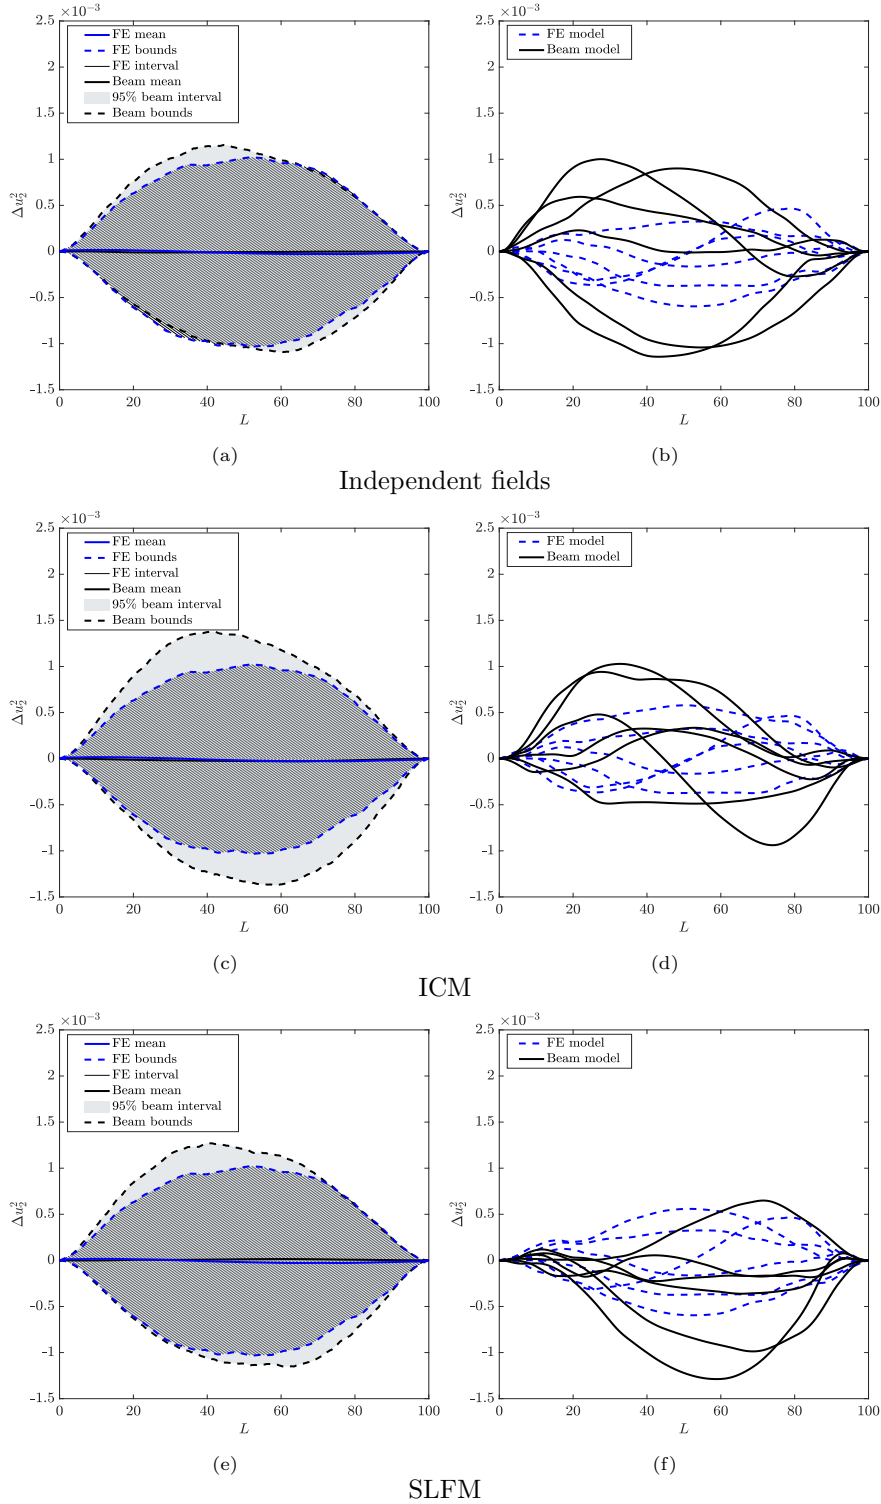 ×10⁻³
2.5
2
1.5
1
0.5
0
-0.5
-1
-1.5
Δu₂²
FE mean
FE bounds
FE interval
Beam mean
95% beam interval
Beam bounds
0 20 40 60 80 100
L
(a)
×10⁻³
2.5
2
1.5
1
0.5
0
-0.5
-1
-1.5
Δu₂²
FE model
Beam model
0 20 40 60 80 100
L
(b)
Independent fields
×10⁻³
2.5
2
1.5
1
0.5
0
-0.5
-1
-1.5
Δu₂²
FE mean
FE bounds
FE interval
Beam mean
95% beam interval
Beam bounds
0 20 40 60 80 100
L
(c)
×10⁻³
2.5
2
1.5
1
0.5
0
-0.5
-1
-1.5
Δu₂²
FE model
Beam model
0 20 40 60 80 100
L
(d)
ICM
×10⁻³
2.5
2
1.5
1
0.5
0
-0.5
-1
-1.5
Δu₂²
FE mean
FE bounds
FE interval
Beam mean
95% beam interval
Beam bounds
0 20 40 60 80 100
L
(e)
×10⁻³
2.5
2
1.5
1
0.5
0
-0.5
-1
-1.5
Δu₂²
FE model
Beam model
0 20 40 60 80 100
L
(f)
SLFM